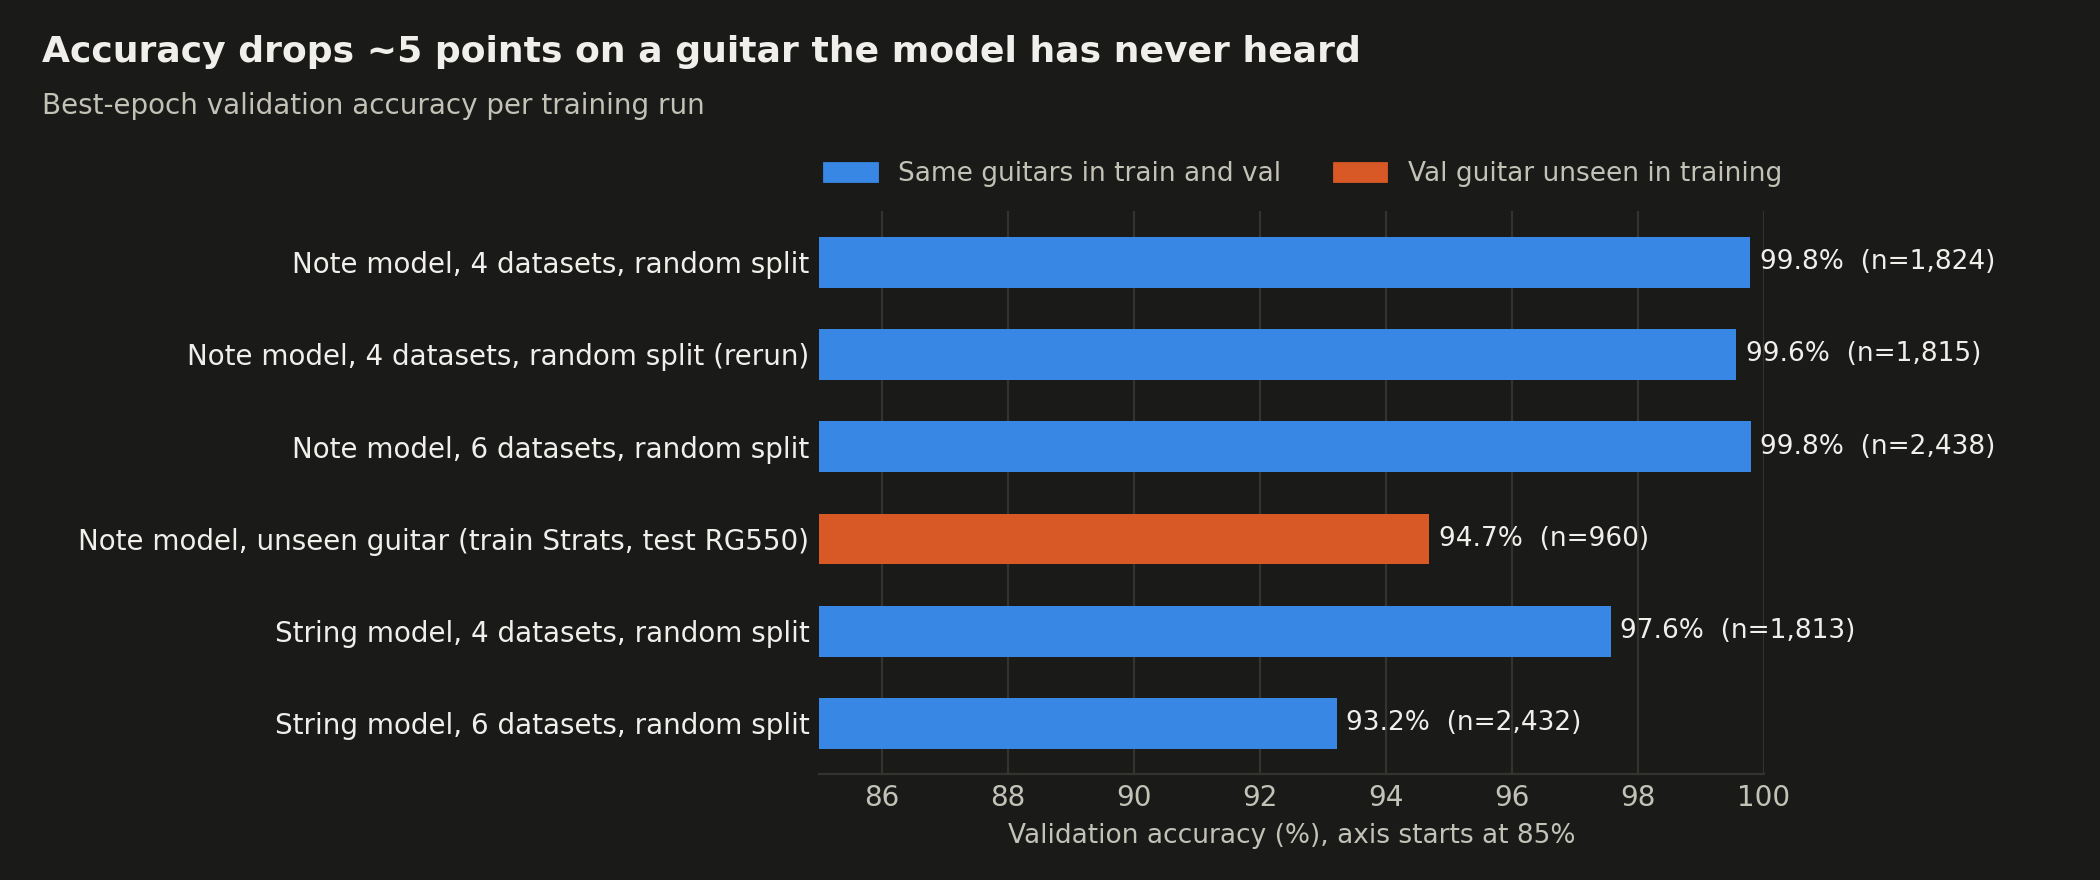 Accuracy drops ~5 points on a guitar the model has never heard
Best-epoch validation accuracy per training run
Same guitars in train and val
Val guitar unseen in training
Note model, 4 datasets, random split
99.8% (n=1,824)
Note model, 4 datasets, random split (rerun)
99.6% (n=1,815)
Note model, 6 datasets, random split
99.8% (n=2,438)
Note model, unseen guitar (train Strats, test RG550)
94.7% (n=960)
String model, 4 datasets, random split
97.6% (n=1,813)
String model, 6 datasets, random split
93.2% (n=2,432)
86 88 90 92 94 96 98 100
Validation accuracy (%), axis starts at 85%